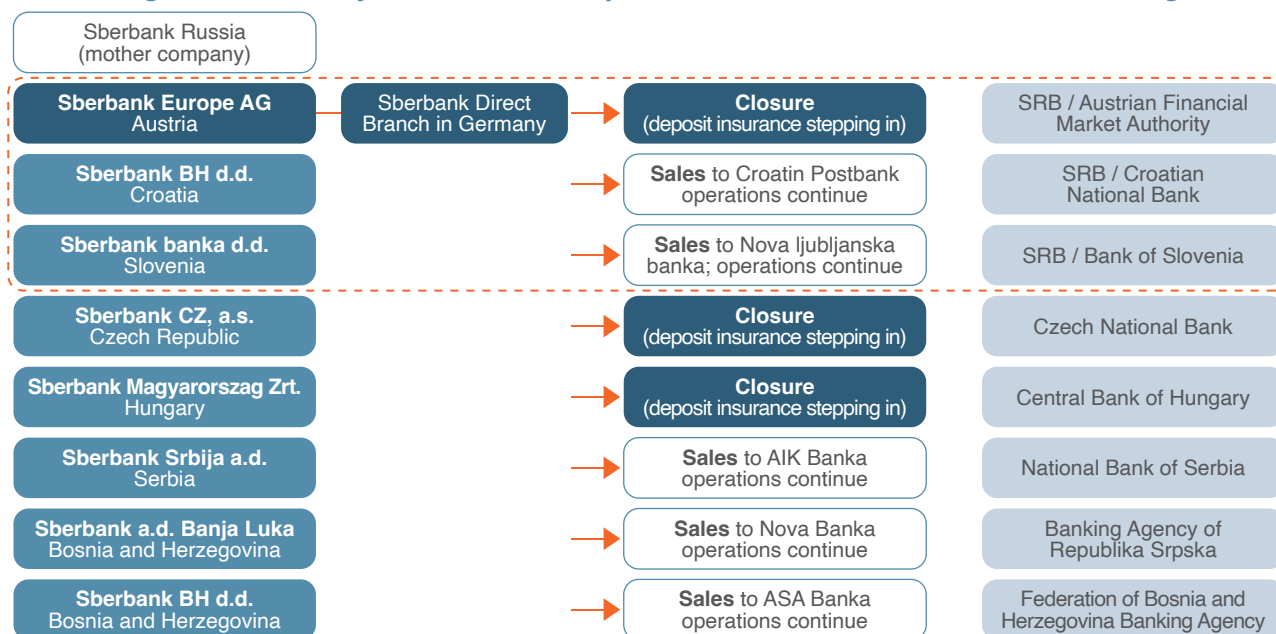 Sberbank Russia
(mother company)
Sberbank Europe AG
Austria
Sberbank Direct
Branch in Germany
Closure
(deposit insurance stepping in)
SRB / Austrian Financial
Market Authority
Sberbank BH d.d.
Croatia
Sales to Croatin Postbank
operations continue
SRB / Croatian
National Bank
Sberbank banka d.d.
Slovenia
Sales to Nova ljubljanska
banka; operations continue
SRB / Bank of Slovenia
Sberbank CZ, a.s.
Czech Republic
Closure
(deposit insurance stepping in)
Czech National Bank
Sberbank Magyarorszag Zrt.
Hungary
Closure
(deposit insurance stepping in)
Central Bank of Hungary
Sberbank Srbija a.d.
Serbia
Sales to AIK Banka
operations continue
National Bank of Serbia
Sberbank a.d. Banja Luka
Bosnia and Herzegovina
Sales to Nova Banka
operations continue
Banking Agency of
Republika Srpska
Sberbank BH d.d.
Bosnia and Herzegovina
Sales to ASA Banka
operations continue
Federation of Bosnia and
Herzegovina Banking Agency